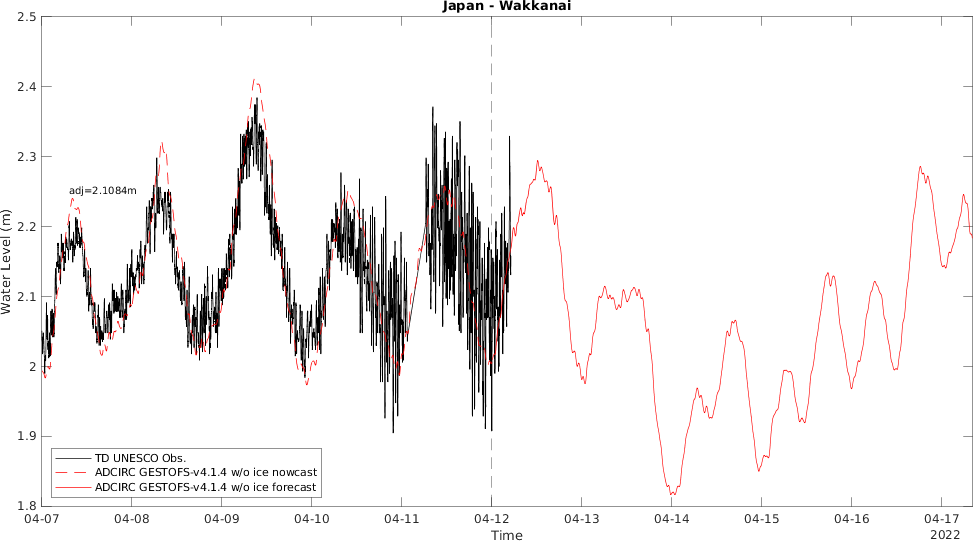 Japan - Wakkanai
2.5
2.4
2.3
2.2
2.1
2
1.9
1.8
Water Level (m)
adj=2.1084m
TD UNESCO Obs.
ADCIRC GESTOFS-v4.1.4 w/o ice nowcast
ADCIRC GESTOFS-v4.1.4 w/o ice forecast
04-07 04-08 04-09 04-10 04-11 04-12 04-13 04-14 04-15 04-16 04-17
Time
2022